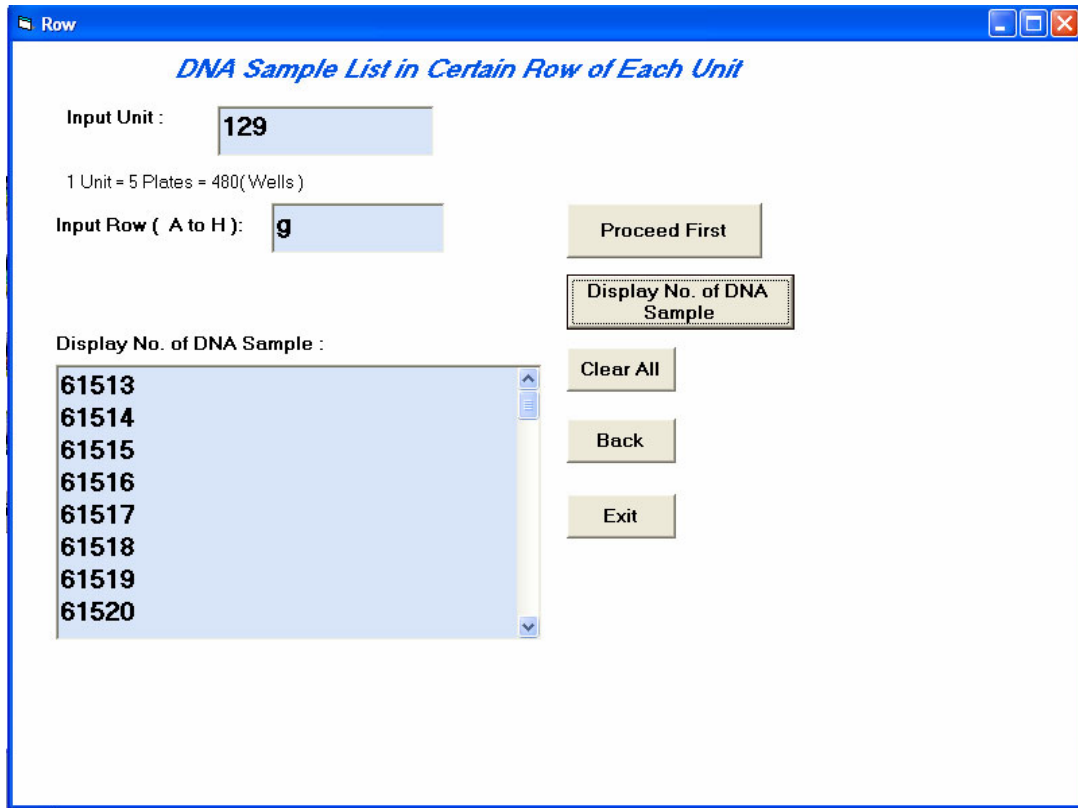 Row
DNA Sample List in Certain Row of Each Unit
Input Unit :
129
1 Unit = 5 Plates = 480( Wells )
Input Row ( A to H ):
g
Proceed First
Display No. of DNA
Sample
Display No. of DNA Sample :
Clear All
61513
61514
61515
61516
61517
61518
61519
61520
Back
Exit